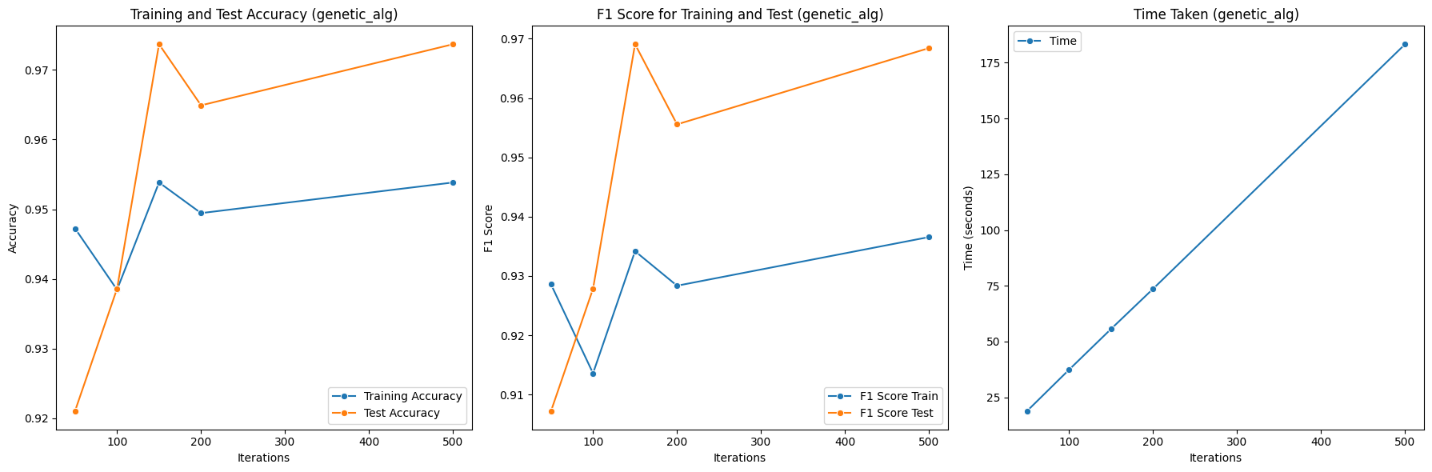 Training and Test Accuracy (genetic_alg)
Accuracy
0.97
0.96
0.95
0.94
0.93
0.92
100
200
300
400
500
Iterations
Training Accuracy
Test Accuracy
F1 Score for Training and Test (genetic_alg)
F1 Score
0.97
0.96
0.95
0.94
0.93
0.92
0.91
100
200
300
400
500
Iterations
F1 Score Train
F1 Score Test
Time Taken (genetic_alg)
Time
Time (seconds)
175
150
125
100
75
50
25
100
200
300
400
500
Iterations